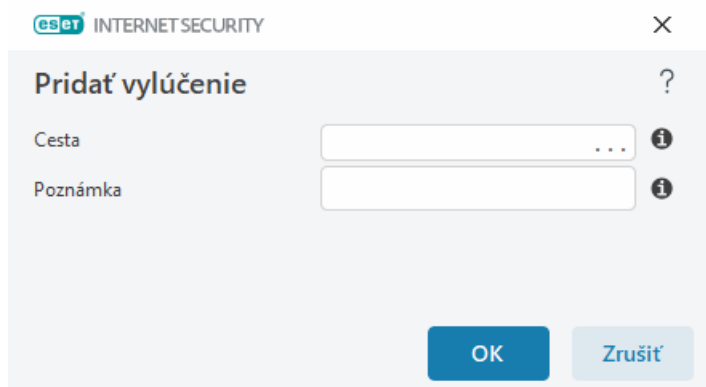 eset INTERNET SECURITY
Pridať vylúčenie
?
Cesta
...
Poznámka
OK Zrušiť